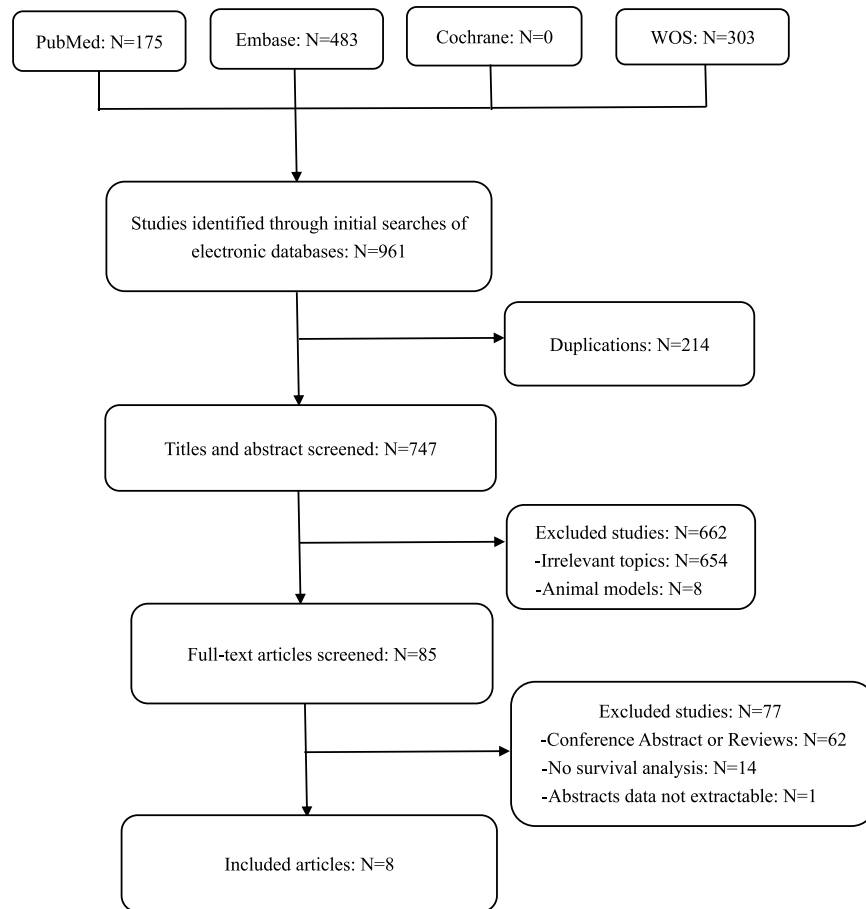 PubMed: N=175
Embase: N=483
Cochrane: N=0
WOS: N=303
Studies identified through initial searches of
electronic databases: N=961
Duplications: N=214
Titles and abstract screened: N=747
Excluded studies: N=662
-Irrelevant topics: N=654
-Animal models: N=8
Full-text articles screened: N=85
Excluded studies: N=77
-Conference Abstract or Reviews: N=62
-No survival analysis: N=14
-Abstracts data not extractable: N=1
Included articles: N=8